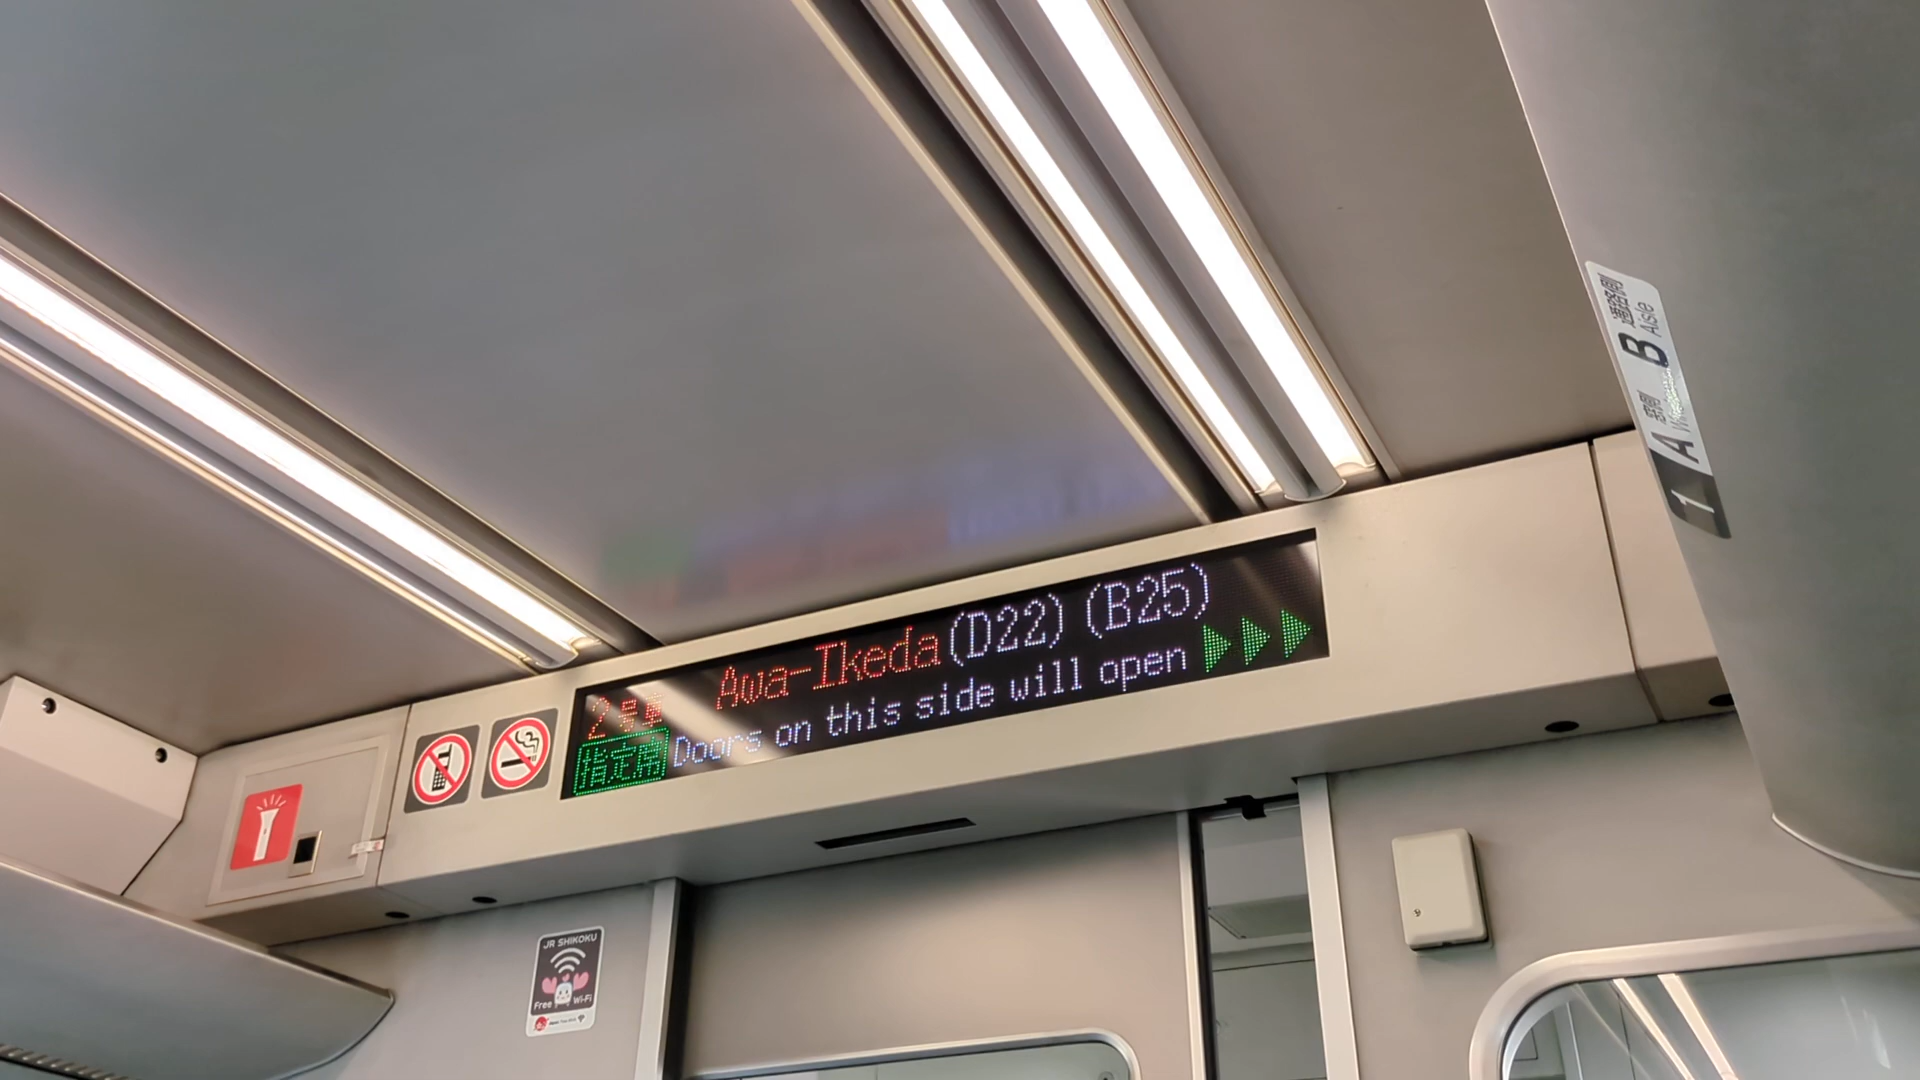 2号車
Awa-Ikeda(D22) (B25)
指定席
Doors on this side will open
JR SHIKOKU
Free Wi-Fi
1
A 窓側
B 通路側
Aisle